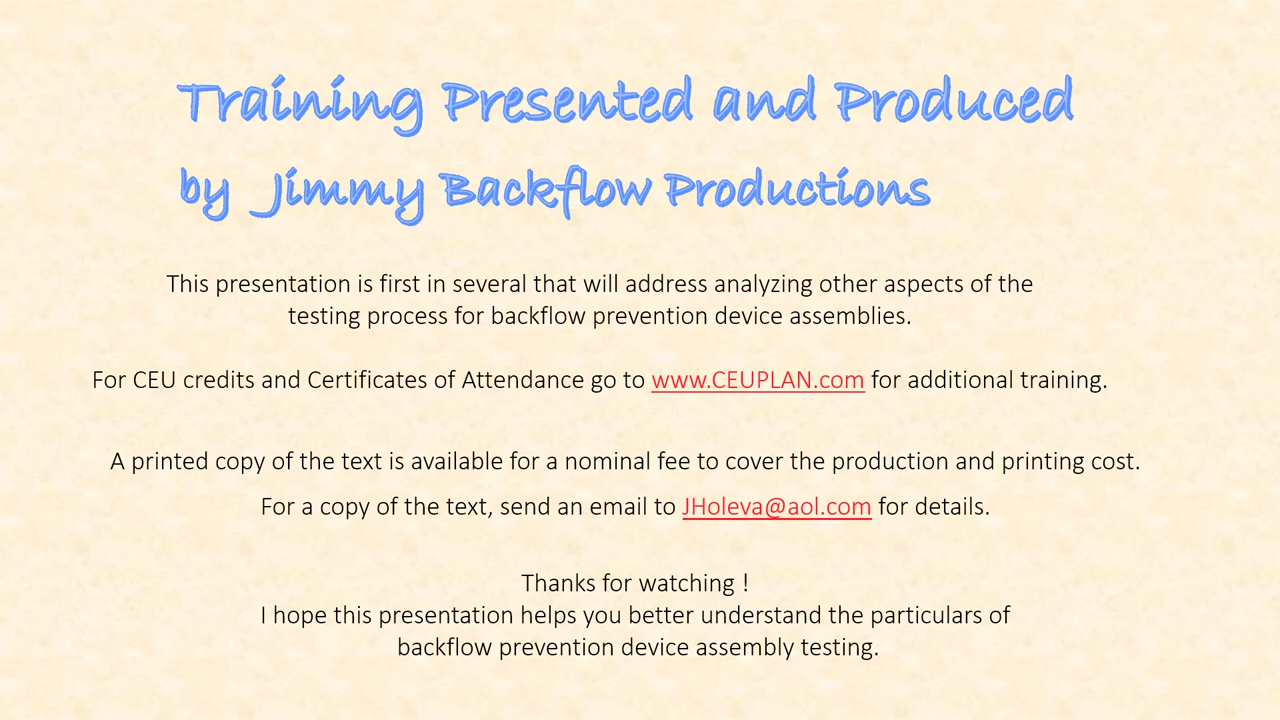 Training Presented and Produced
by Jimmy Backflow Productions
This presentation is first in several that will address analyzing other aspects of the
testing process for backflow prevention device assemblies.
For CEU credits and Certificates of Attendance go to www.CEUPLAN.com for additional training.
A printed copy of the text is available for a nominal fee to cover the production and printing cost.
For a copy of the text, send an email to JHoleva@aol.com for details.
Thanks for watching !
I hope this presentation helps you better understand the particulars of
backflow prevention device assembly testing.